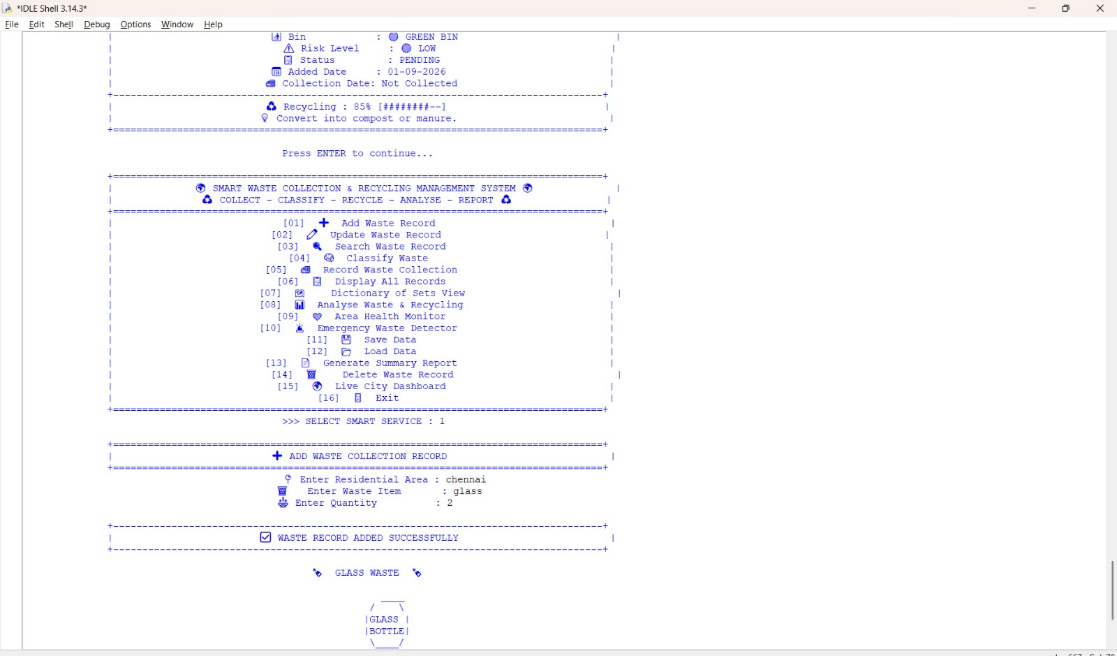 *IDLE Shell 3.14.3*
File Edit Shell Debug Options Window Help
| Bin : GREEN BIN |
| Risk Level : LOW |
| Status : PENDING |
| Added Date : 01-09-2026 |
| Collection Date: Not Collected |
| Recycling : 85% [########--] |
| Convert into compost or manure. |
Press ENTER to continue...
| SMART WASTE COLLECTION & RECYCLING MANAGEMENT SYSTEM |
| COLLECT - CLASSIFY - RECYCLE - ANALYSE - REPORT |
| [01] Add Waste Record |
| [02] Update Waste Record |
| [03] Search Waste Record |
| [04] Classify Waste |
| [05] Record Waste Collection |
| [06] Display All Records |
| [07] Dictionary of Sets View |
| [08] Analyse Waste & Recycling |
| [09] Area Health Monitor |
| [10] Emergency Waste Detector |
| [11] Save Data |
| [12] Load Data |
| [13] Generate Summary Report |
| [14] Delete Waste Record |
| [15] Live City Dashboard |
| [16] Exit |
>>> SELECT SMART SERVICE : 1
| ADD WASTE COLLECTION RECORD |
Enter Residential Area : chennai
Enter Waste Item : glass
Enter Quantity : 2
| WASTE RECORD ADDED SUCCESSFULLY |
GLASS WASTE
|GLASS |
|BOTTLE|